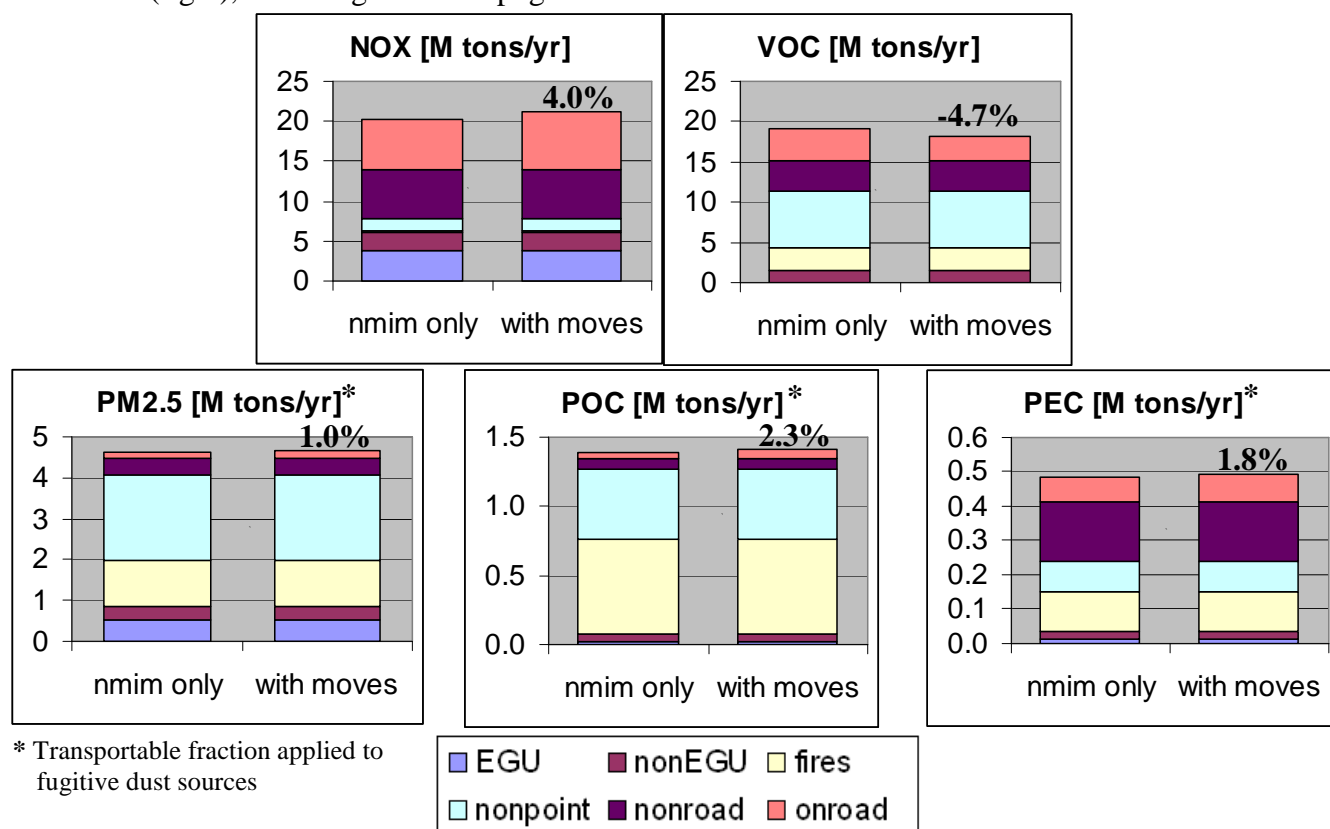 NOX [M tons/yr]
25
20
15
10
5
0
4.0%
nmim only with moves
VOC [M tons/yr]
25
20
15
10
5
0
-4.7%
nmim only with moves
PM2.5 [M tons/yr]*
5
4
3
2
1
0
1.0%
nmim only with moves
POC [M tons/yr]*
1.5
1.0
0.5
0.0
2.3%
nmim only with moves
PEC [M tons/yr]*
0.6
0.5
0.4
0.3
0.2
0.1
0.0
1.8%
nmim only with moves
* Transportable fraction applied to
fugitive dust sources
EGU nonEGU fires
nonpoint nonroad onroad